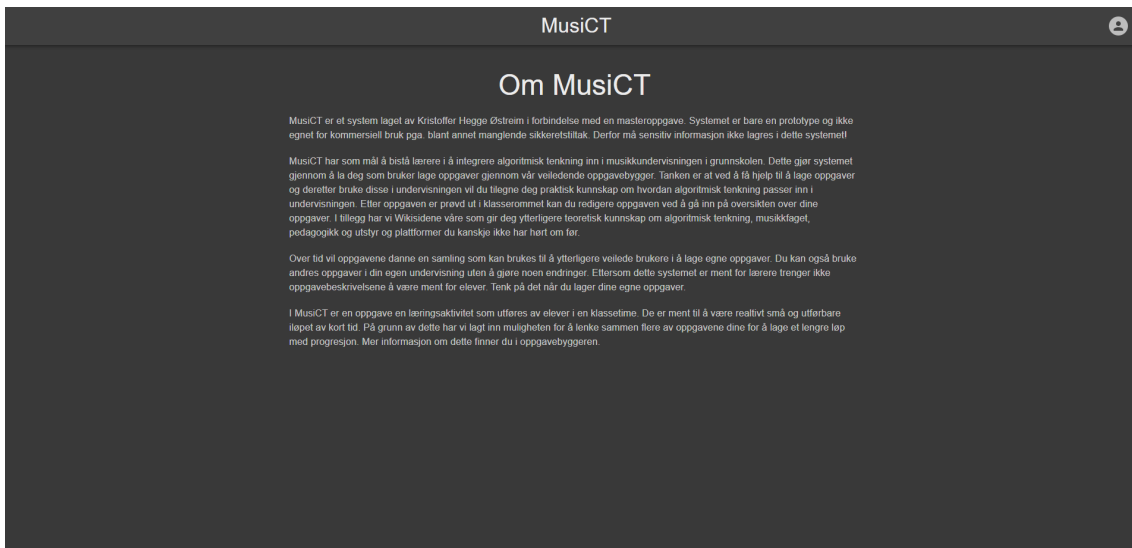 MusiCT
Om MusiCT
MusiCT er et system laget av Kristoffer Hegge Østreim i forbindelse med en masteroppgave. Systemet er bare en prototype og ikke
egnet for kommersiell bruk pga. blant annet manglende sikkeretstiltak. Derfor må sensitiv informasjon ikke lagres i dette systemet!
MusiCT har som mål å bistå lærere i å integrere algoritmisk tenkning inn i musikkundervisningen i grunnskolen. Dette gjør systemet
gjennom å la deg som bruker lage oppgaver gjennom vår veiledende oppgavebygger. Tanken er at ved å få hjelp til å lage oppgaver
og deretter bruke disse i undervisningen vil du tilegne deg praktisk kunnskap om hvordan algoritmisk tenkning passer inn i
undervisningen. Etter oppgaven er prøvd ut i klasserommet kan du redigere oppgaven ved å gå inn på oversikten over dine
oppgaver. I tillegg har vi Wikisidene våre som gir deg ytterligere teoretisk kunnskap om algoritmisk tenkning, musikkfaget,
pedagogikk og utstyr og plattformer du kanskje ikke har hørt om før.
Over tid vil oppgavene danne en samling som kan brukes til å ytterligere veilede brukere i å lage egne oppgaver. Du kan også bruke
andres oppgaver i din egen undervisning uten å gjøre noen endringer. Ettersom dette systemet er ment for lærere trenger ikke
oppgavebeskrivelsene å være ment for elever. Tenk på det når du lager dine egne oppgaver.
I MusiCT er en oppgave en læringsaktivitet som utføres av elever i en klassetime. De er ment til å være realtivt små og utførbare
iløpet av kort tid. På grunn av dette har vi lagt inn muligheten for å lenke sammen flere av oppgavene dine for å lage et lengre løp
med progresjon. Mer informasjon om dette finner du i oppgavebyggeren.